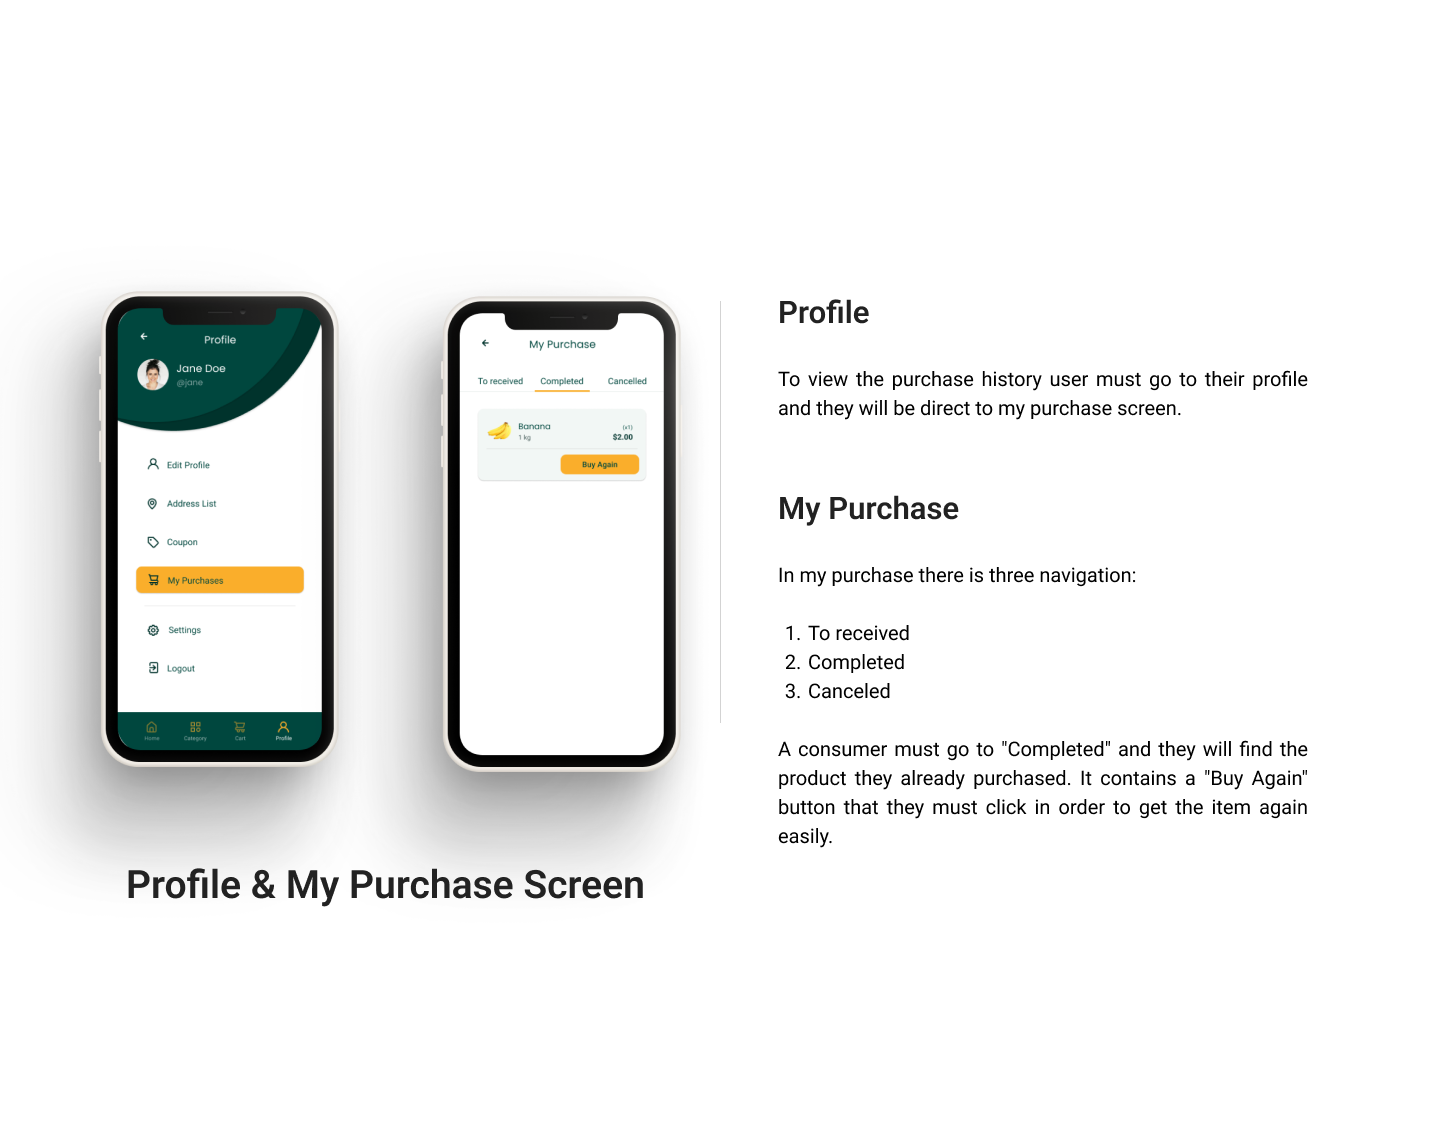 Profile
Jane Doe
@jane
Edit Profile
Address List
Coupon
My Purchases
Settings
Logout
Home
Category
Cart
Profile
My Purchase
To received
Completed
Cancelled
Banana
(x1)
1 kg
$2.00
Buy Again
Profile & My Purchase Screen
Profile
To view the purchase history user must go to their profile
and they will be direct to my purchase screen.
My Purchase
In my purchase there is three navigation:
1. To received
2. Completed
3. Canceled
A consumer must go to "Completed" and they will find the
product they already purchased. It contains a "Buy Again"
button that they must click in order to get the item again
easily.